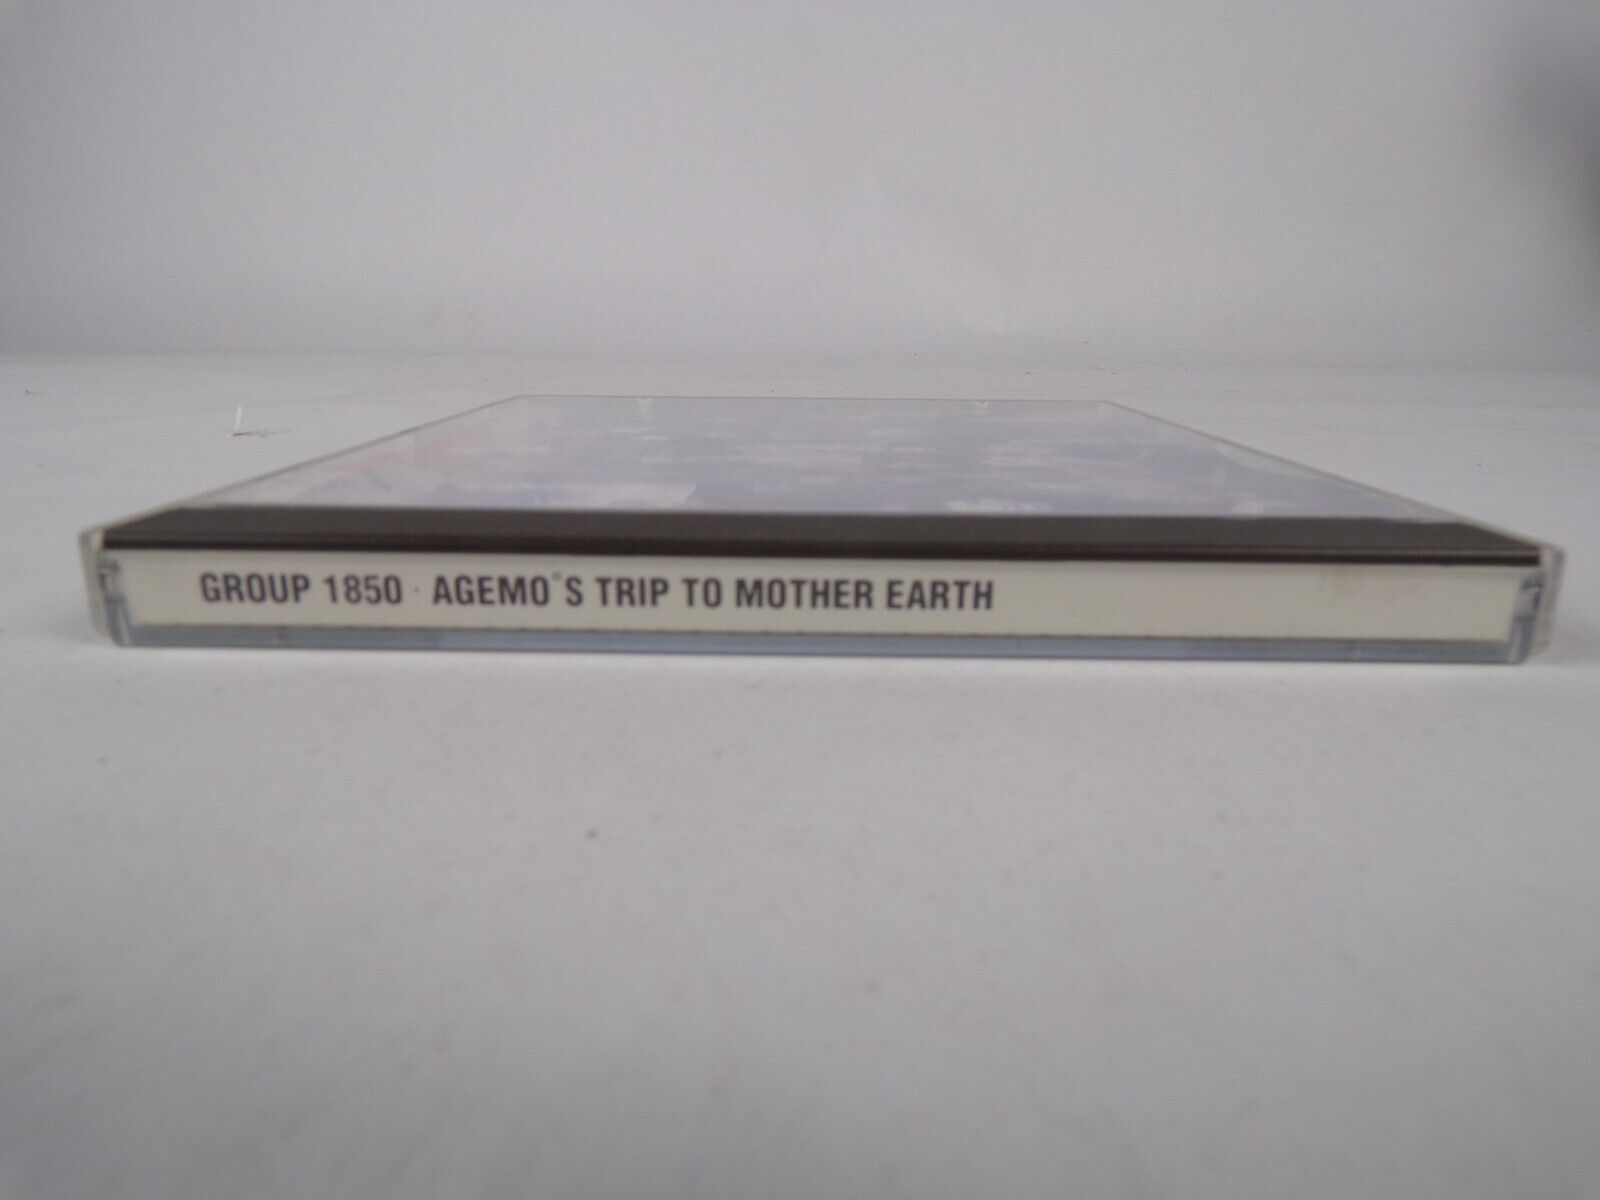 GROUP 1850 · AGEMO'S TRIP TO MOTHER EARTH